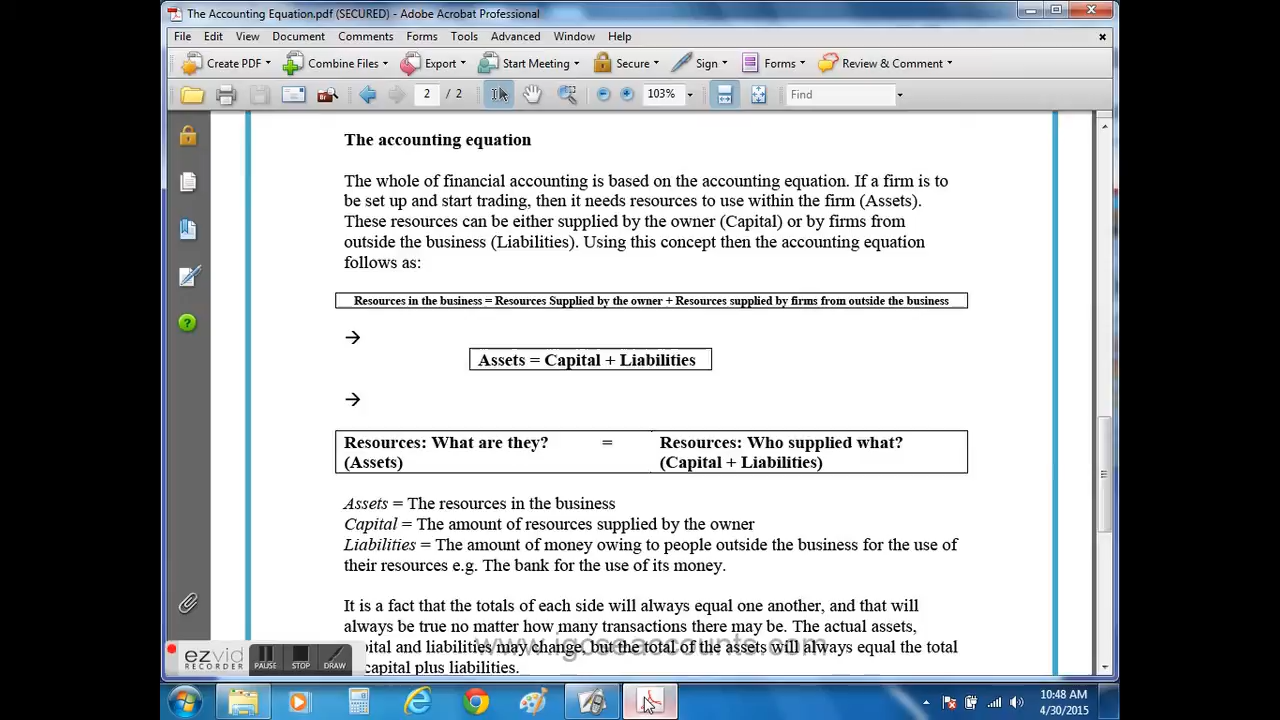 The Accounting Equation.pdf (SECURED) - Adobe Acrobat Professional
File Edit View Document Comments Forms Tools Advanced Window Help
Create PDF Combine Files Export Start Meeting Secure Sign Forms Review & Comment
2 / 2 103% Find
The accounting equation
The whole of financial accounting is based on the accounting equation. If a firm is to
be set up and start trading, then it needs resources to use within the firm (Assets).
These resources can be either supplied by the owner (Capital) or by firms from
outside the business (Liabilities). Using this concept then the accounting equation
follows as:
Resources in the business = Resources Supplied by the owner + Resources supplied by firms from outside the business
→
Assets = Capital + Liabilities
→
Resources: What are they? = Resources: Who supplied what?
(Assets) (Capital + Liabilities)
Assets = The resources in the business
Capital = The amount of resources supplied by the owner
Liabilities = The amount of money owing to people outside the business for the use of
their resources e.g. The bank for the use of its money.
It is a fact that the totals of each side will always equal one another, and that will
always be true no matter how many transactions there may be. The actual assets,
and liabilities may change, but the total of the assets will always equal the total
capital plus liabilities.
www.igcseaccounts.com
ezvid
RECORDER
PAUSE STOP DRAW
10:48 AM
4/30/2015